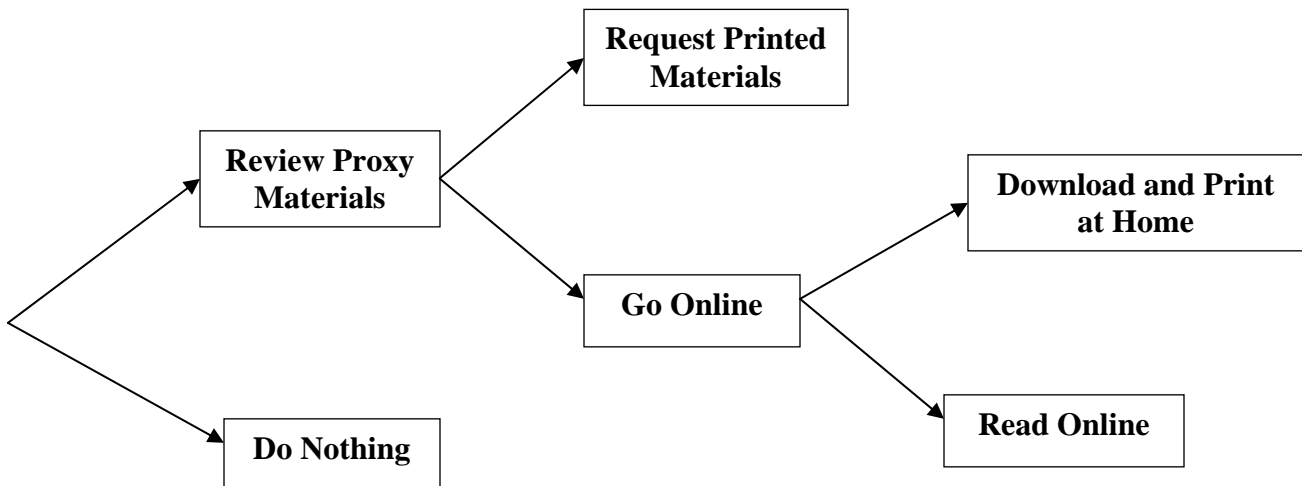 Request Printed
Materials
Review Proxy
Materials
Download and Print
at Home
Go Online
Read Online
Do Nothing